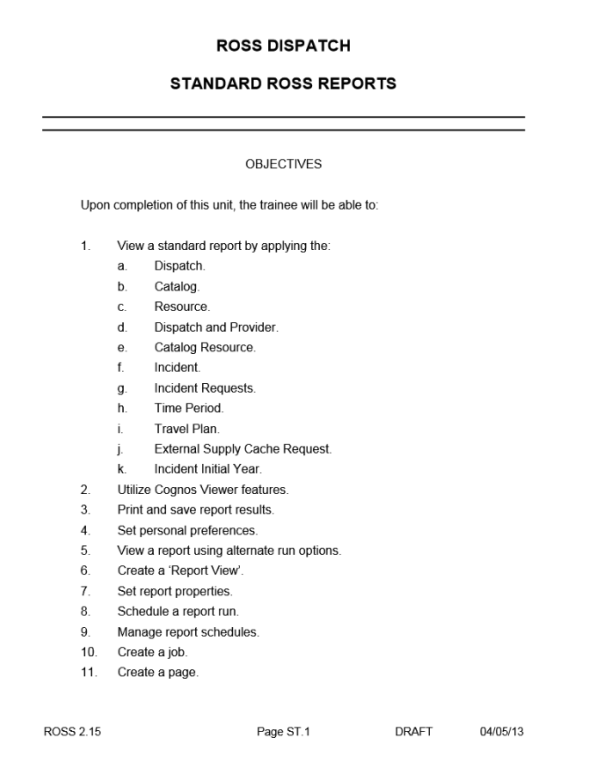 ROSS DISPATCH
STANDARD ROSS REPORTS
OBJECTIVES
Upon completion of this unit, the trainee will be able to:
1. View a standard report by applying the:
a. Dispatch.
b. Catalog.
c. Resource.
d. Dispatch and Provider.
e. Catalog Resource.
f. Incident.
g. Incident Requests.
h. Time Period.
i. Travel Plan.
j. External Supply Cache Request.
k. Incident Initial Year.
2. Utilize Cognos Viewer features.
3. Print and save report results.
4. Set personal preferences.
5. View a report using alternate run options.
6. Create a ‘Report View’.
7. Set report properties.
8. Schedule a report run.
9. Manage report schedules.
10. Create a job.
11. Create a page.
ROSS 2.15 Page ST.1 DRAFT 04/05/13